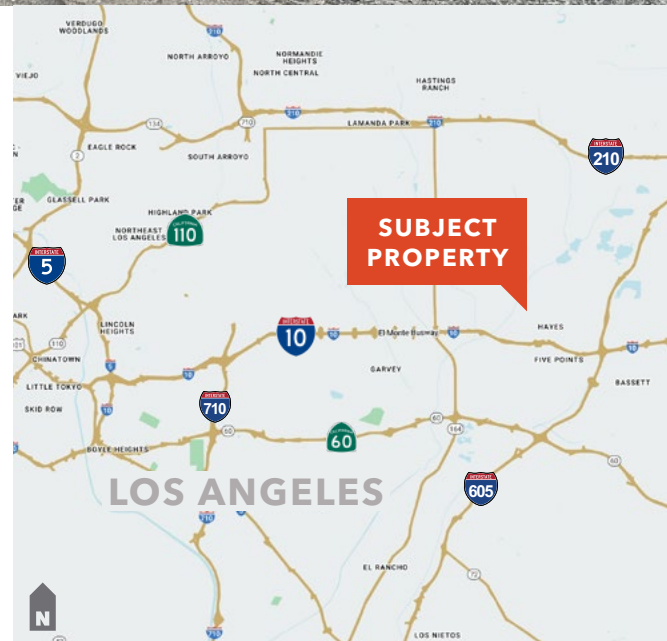 VERDUGO
WOODLANDS
210
NORTH ARROYO
NORMANDIE
HEIGHTS
NORTH CENTRAL
VIEJO
HASTINGS
RANCH
134
710
210
LAMANDA PARK
210
EAGLE ROCK
2
SOUTH ARROYO
INTERSTATE
210
GLASSELL PARK
HIGHLAND PARK
NORTHEAST
LOS ANGELES
CALIFORNIA
110
SUBJECT
PROPERTY
INTERSTATE
5
LINCOLN
HEIGHTS
110
INTERSTATE
10
10
El Monte Busway
10
HAYES
CHINATOWN
5
10
GARVEY
FIVE POINTS
10
LITTLE TOKYO
BASSETT
SKID ROW
10
INTERSTATE
710
60
CALIFORNIA
60
60
164
BOYLE HEIGHTS
60
LOS ANGELES
INTERSTATE
605
710
EL RANCHO
72
N
LOS NIETOS
710